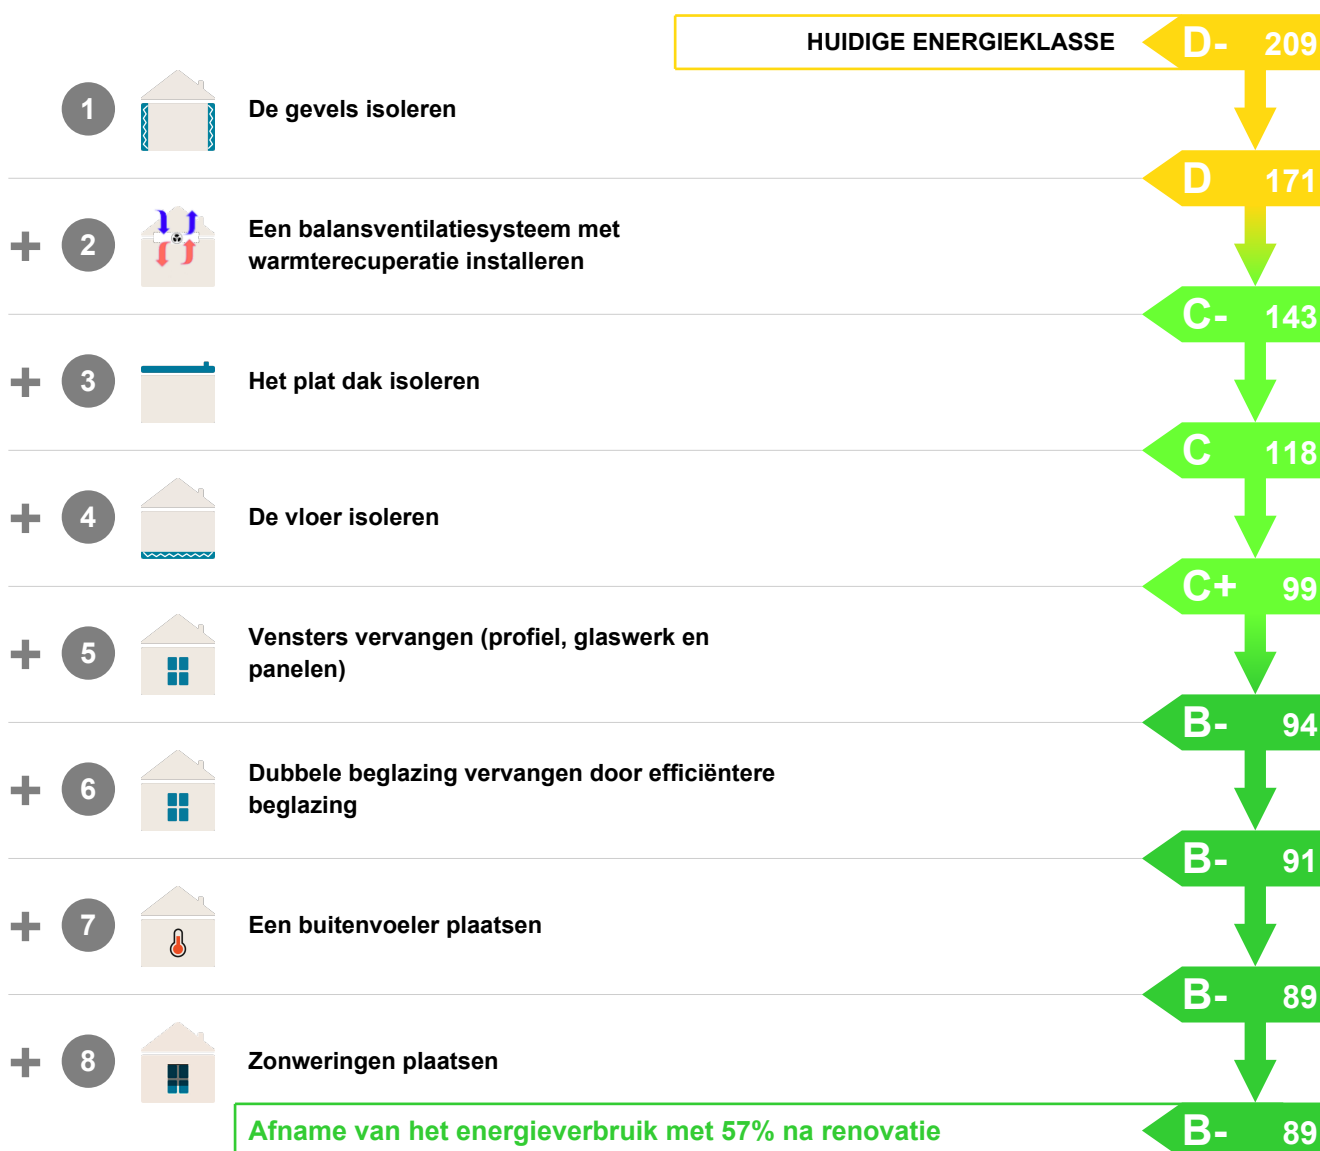 HUIDIGE ENERGIEKLASSE D- 209
1 De gevels isoleren
D 171
+ 2 Een balansventilatiesysteem met
warmterecuperatie installeren
C- 143
+ 3 Het plat dak isoleren
C 118
+ 4 De vloer isoleren
C+ 99
+ 5 Vensters vervangen (profiel, glaswerk en
panelen)
B- 94
+ 6 Dubbele beglazing vervangen door efficiëntere
beglazing
B- 91
+ 7 Een buitenvoeler plaatsen
B- 89
+ 8 Zonweringen plaatsen
Afname van het energieverbruik met 57% na renovatie B- 89